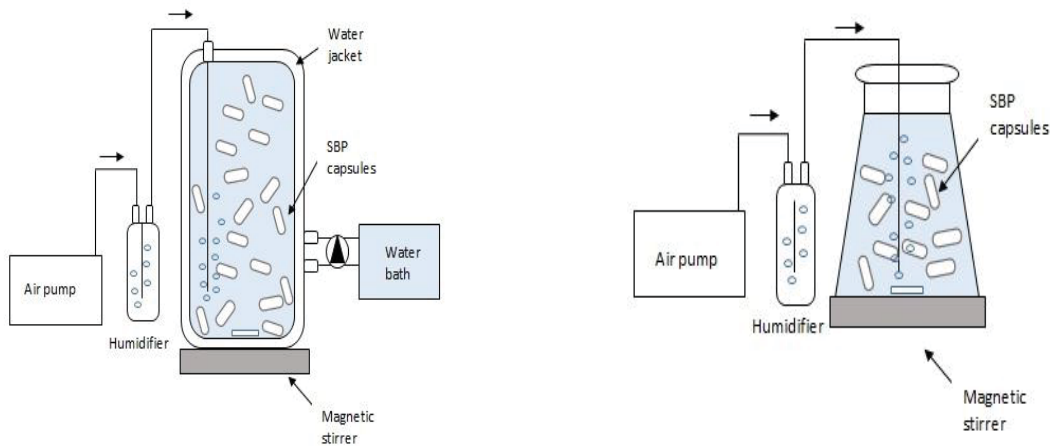 Water
jacket
SBP
capsules
Air pump
Humidifier
Water
bath
Magnetic
stirrer
SBP
capsules
Air pump
Humidifier
Magnetic
stirrer